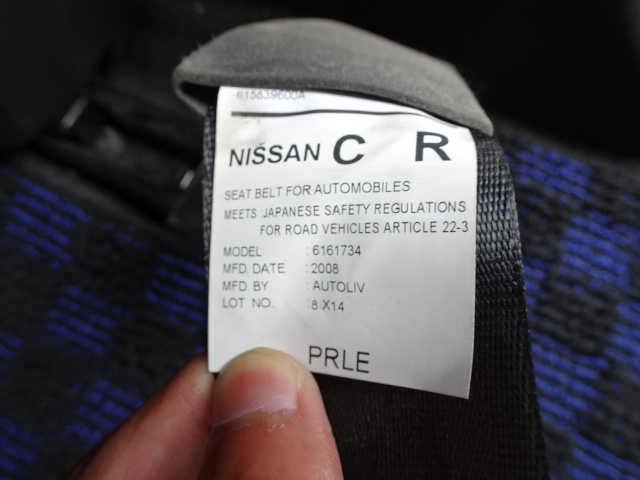 615839600A
NISSAN C R
SEAT BELT FOR AUTOMOBILES
MEETS :JAPANESE SAFETY REGULATIONS
FOR ROAD VEHICLES ARTICLE 22-3
MODEL : 6161734
MFD. DATE : 2008
MFD. BY : AUTOLIV
LOT NO. : 8 X14
PRLE